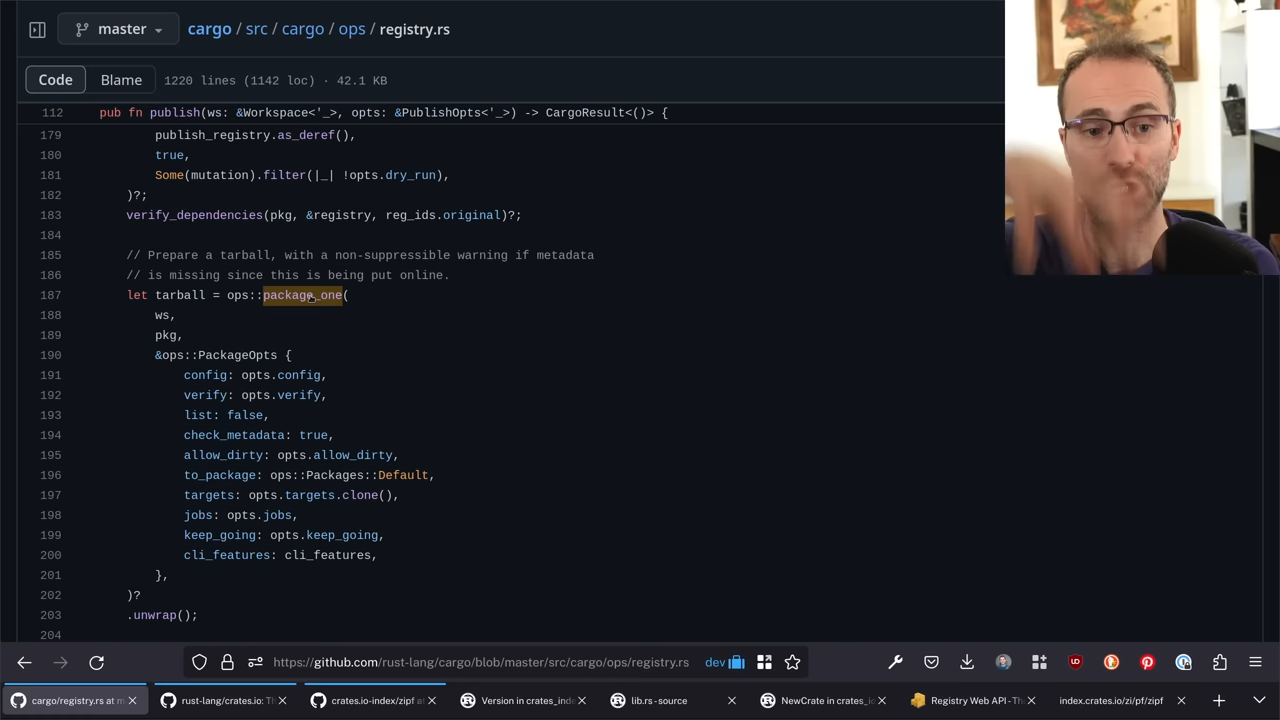 master
cargo / src / cargo / ops / registry.rs
Code Blame 1220 lines (1142 loc) · 42.1 KB
112 pub fn publish(ws: &Workspace<'_>, opts: &PublishOpts<'_>) -> CargoResult<()> {
179 publish_registry.as_deref(),
180 true,
181 Some(mutation).filter(|_| !opts.dry_run),
182 )?;
183 verify_dependencies(pkg, &registry, reg_ids.original)?;
184
185 // Prepare a tarball, with a non-suppressible warning if metadata
186 // is missing since this is being put online.
187 let tarball = ops::package_one(
188 ws,
189 pkg,
190 &ops::PackageOpts {
191 config: opts.config,
192 verify: opts.verify,
193 list: false,
194 check_metadata: true,
195 allow_dirty: opts.allow_dirty,
196 to_package: ops::Packages::Default,
197 targets: opts.targets.clone(),
198 jobs: opts.jobs,
199 keep_going: opts.keep_going,
200 cli_features: cli_features,
201 },
202 )?
203 .unwrap();
204
https://github.com/rust-lang/cargo/blob/master/src/cargo/ops/registry.rs dev
cargo/registry.rs at m rust-lang/crates.io: Th crates.io-index/zipf at Version in crates_inde lib.rs - source NewCrate in crates_io Registry Web API - The index.crates.io/zi/pf/zipf